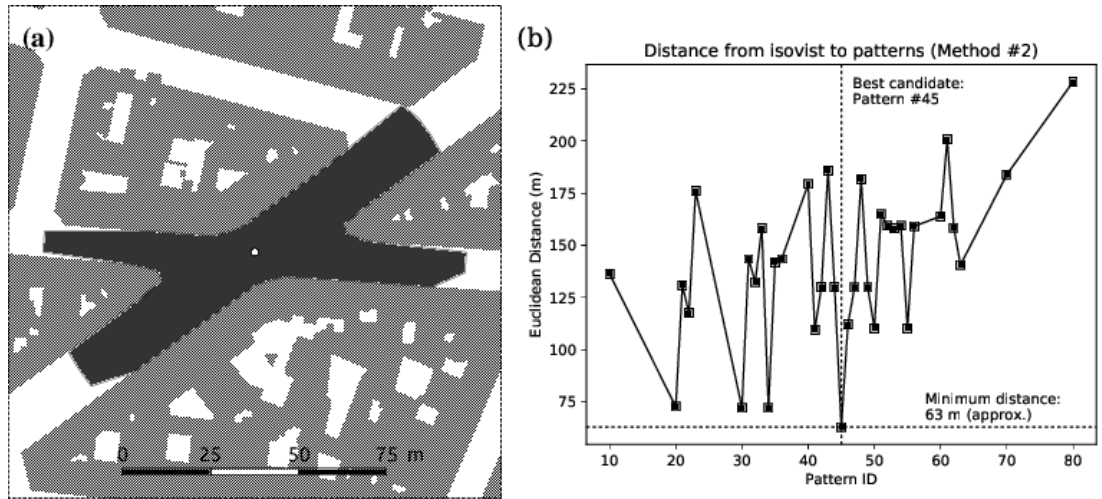 (a)
0 25 50 75 m
(b)
Distance from isovist to patterns (Method #2)
Best candidate:
Pattern #45
Minimum distance:
63 m (approx.)
Euclidean Distance (m)
225
200
175
150
125
100
75
10 20 30 40 50 60 70 80
Pattern ID